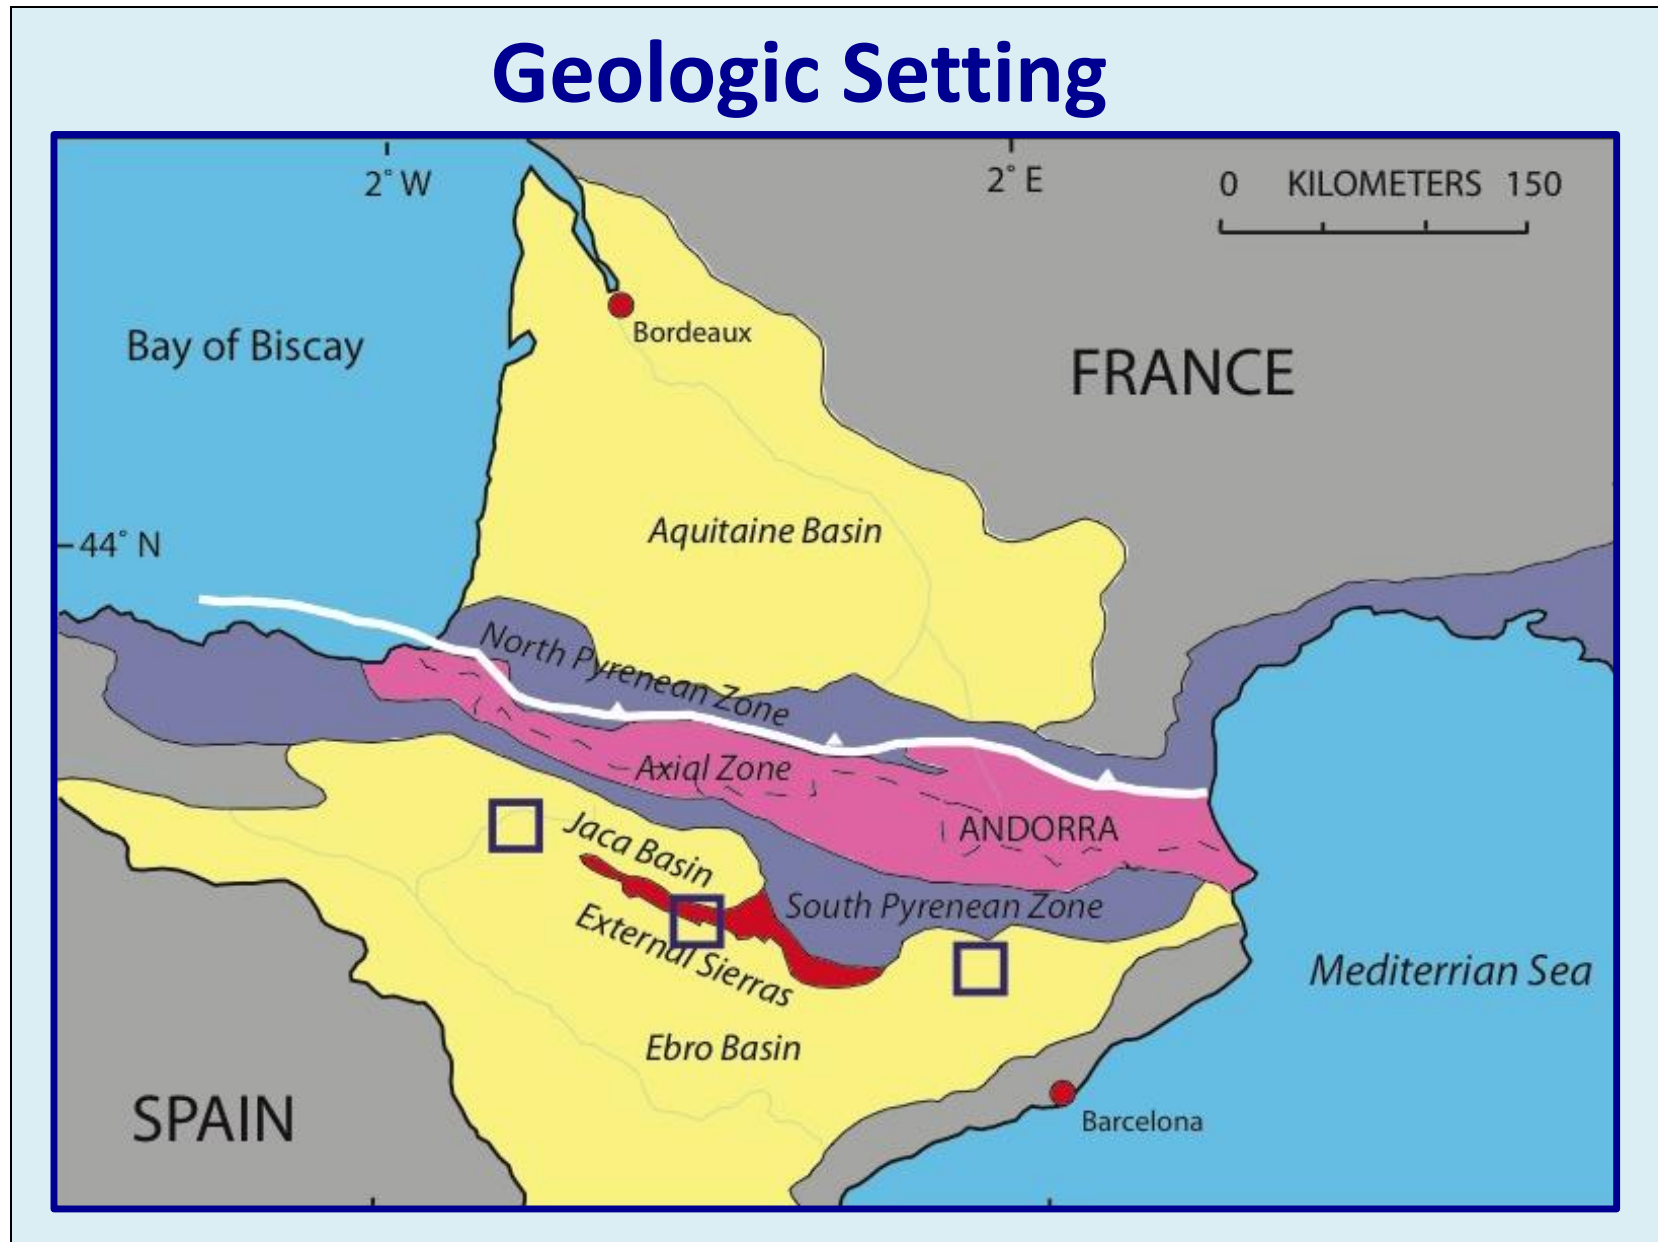 Geologic Setting
2° W
2° E
0 KILOMETERS 150
Bordeaux
Bay of Biscay
FRANCE
Aquitaine Basin
44° N
North Pyrenean Zone
Axial Zone
ANDORRA
Jaca Basin
South Pyrenean Zone
External Sierras
Mediterrian Sea
Ebro Basin
SPAIN
Barcelona